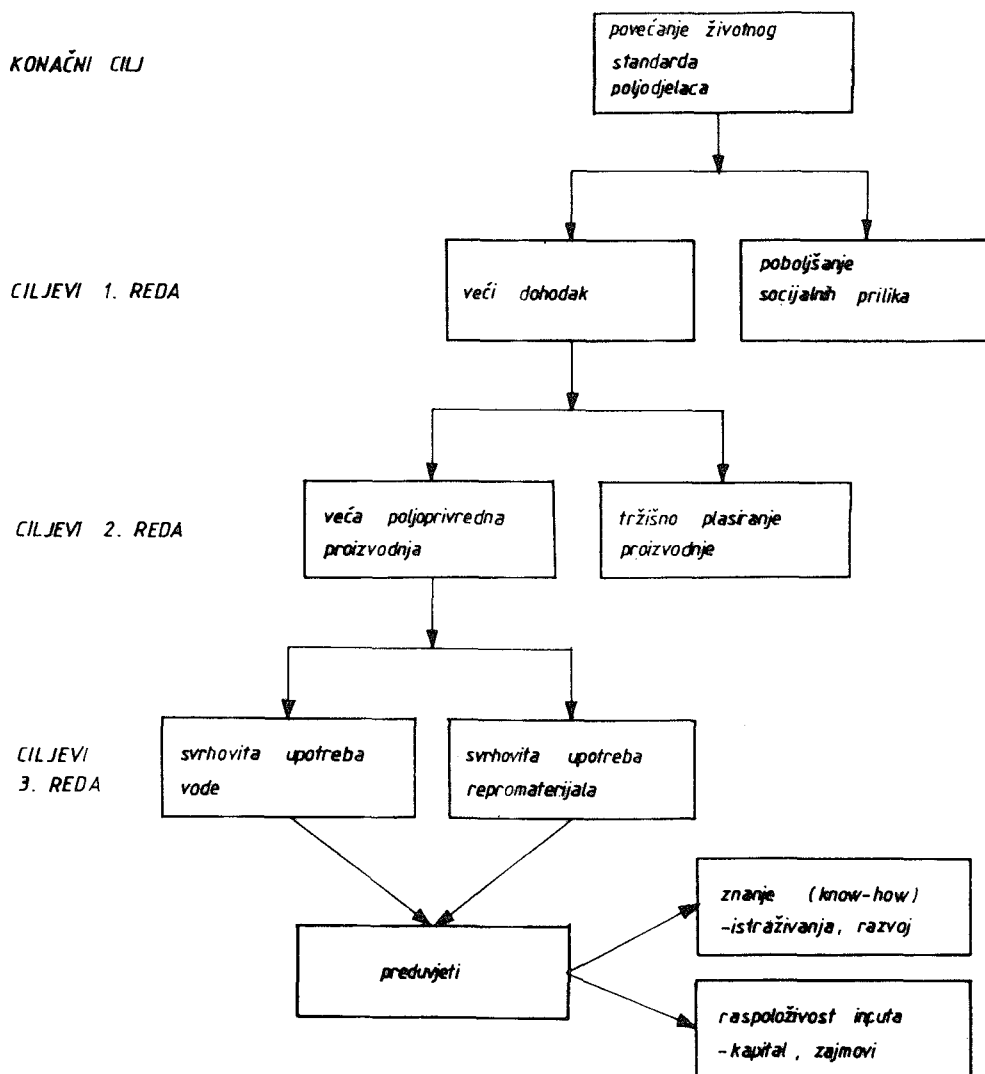 povećanje životnog
KONAČNI CILJ
standarda
poljodjelaca
CILJEVI 1. REDA
veći dohodak
poboljšanje
socijalnih prilika
CILJEVI 2. REDA
veća poljoprivredna
proizvodnja
tržišno plasiranje
proizvodnje
CILJEVI
3. REDA
svrhovita upotreba
vode
svrhovita upotreba
repromaterijala
preduvjeti
znanje (know-how)
-istraživanja, razvoj
raspoloživost inputa
-kapital, zajmovi